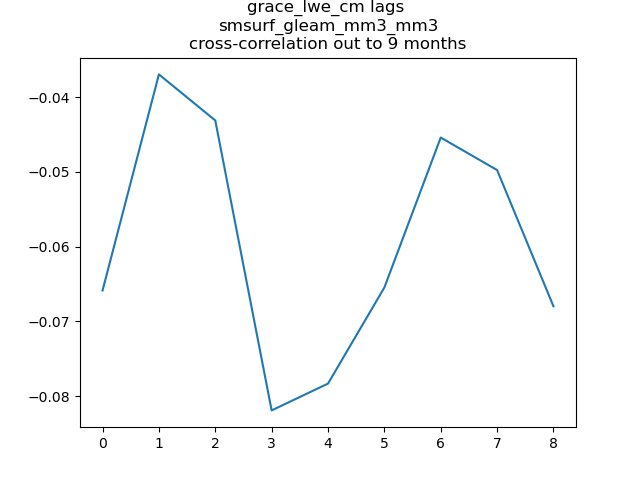 grace_lwe_cm lags
smsurf_gleam_mm3_mm3
cross-correlation out to 9 months
−0.04
−0.05
−0.06
−0.07
−0.08
0 1 2 3 4 5 6 7 8